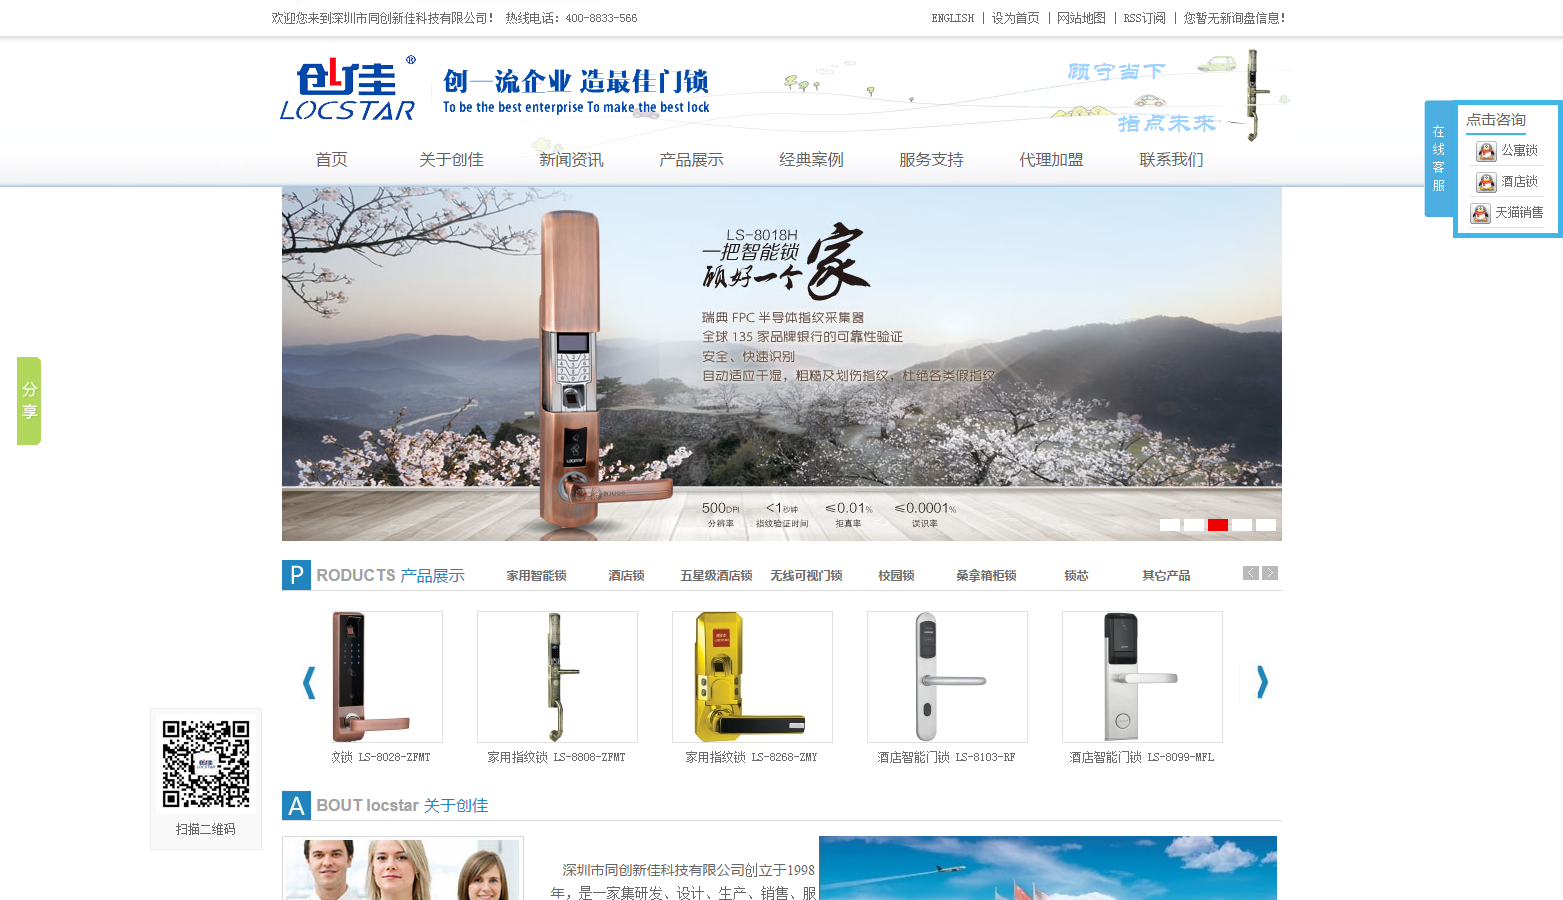 欢迎您来到深圳市同创新佳科技有限公司! 热线电话: 400-8833-566
ENGLISH | 设为首页 | 网站地图 | RSS订阅 | 您暂无新询盘信息!
创佳®
LOCSTAR
创一流企业 造最佳门锁
To be the best enterprise To make the best lock
顾守当下
指点未来
首页 关于创佳 新闻资讯 产品展示 经典案例 服务支持 代理加盟 联系我们
在线客服
点击咨询
公寓锁
酒店锁
天猫销售
分享
LS-8018H
一把智能锁
顾好一个家
瑞典 FPC 半导体指纹采集器
全球 135 家品牌银行的可靠性验证
安全、快速识别
自动适应干湿，粗糙及划伤指纹，杜绝各类假指纹
500DPI <1秒钟 ≤0.01% ≤0.0001%
分辨率 指纹验证时间 拒真率 误识率
PRODUCTS 产品展示 家用智能锁 酒店锁 五星级酒店锁 无线可视门锁 校园锁 桑拿箱柜锁 锁芯 其它产品
纹锁 LS-8028-ZFMT 家用指纹锁 LS-8808-ZFMT 家用指纹锁 LS-8268-ZMY 酒店智能门锁 LS-8103-RF 酒店智能门锁 LS-8099-MFL
创佳
LOCSTAR
扫描二维码
ABOUT locstar 关于创佳
深圳市同创新佳科技有限公司创立于1998
年，是一家集研发、设计、生产、销售、服